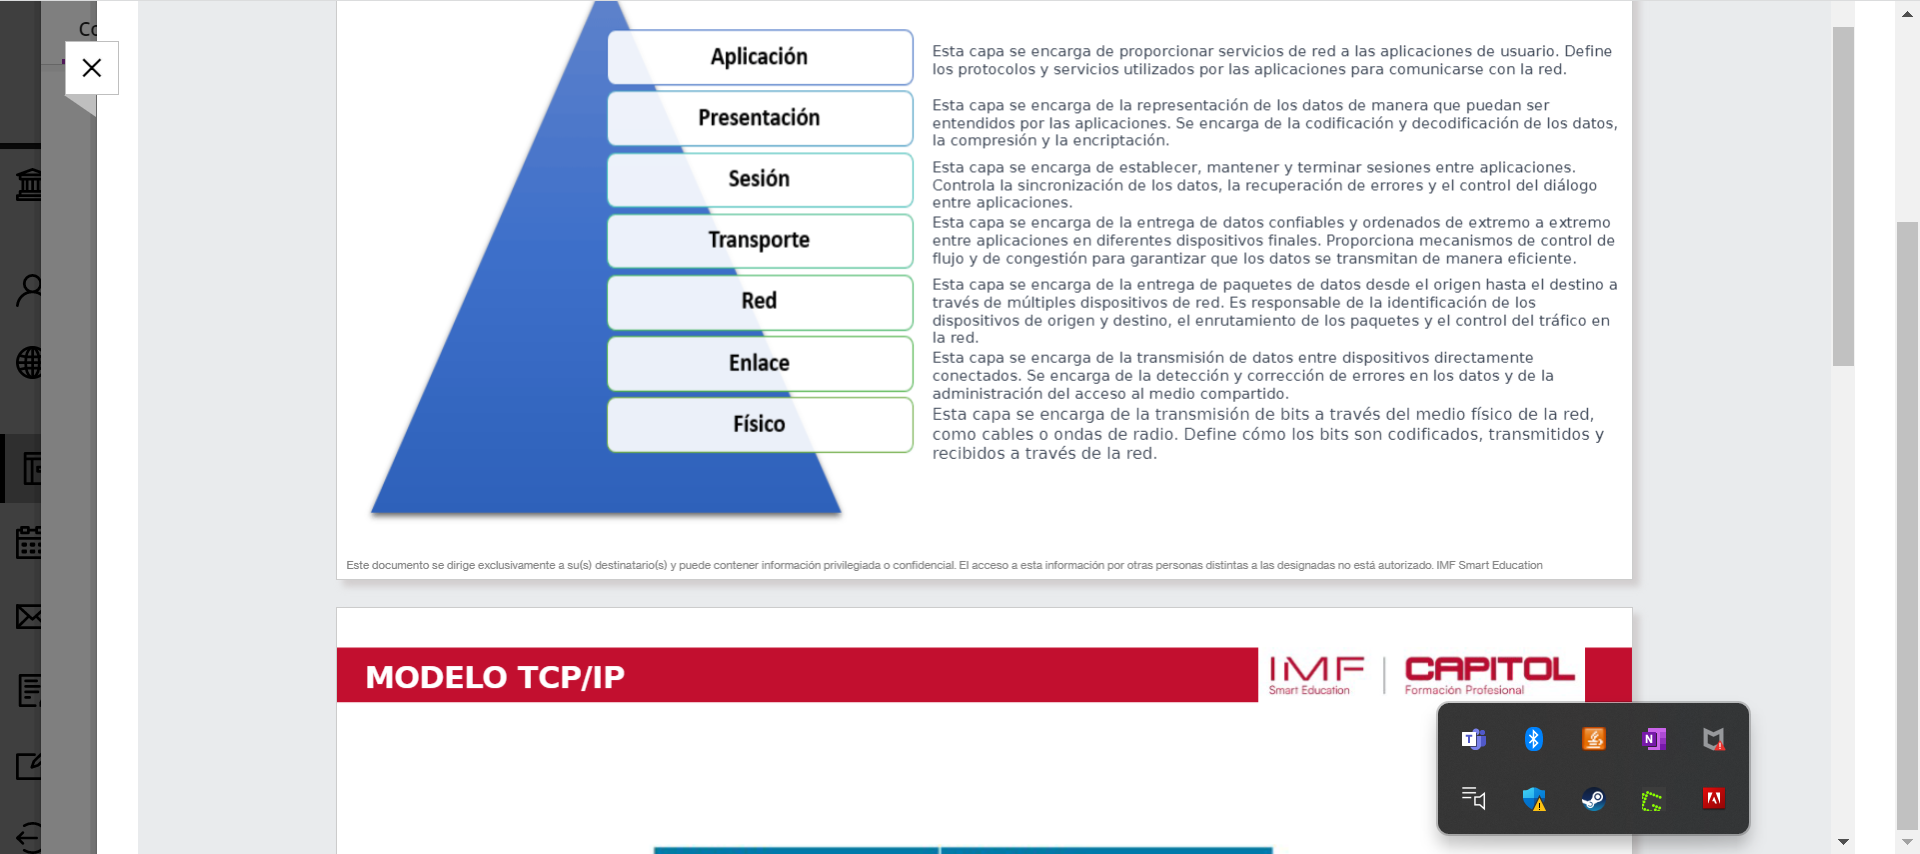 Co
Aplicación
Esta capa se encarga de proporcionar servicios de red a las aplicaciones de usuario. Define
los protocolos y servicios utilizados por las aplicaciones para comunicarse con la red.
Presentación
Esta capa se encarga de la representación de los datos de manera que puedan ser
entendidos por las aplicaciones. Se encarga de la codificación y decodificación de los datos,
la compresión y la encriptación.
Sesión
Esta capa se encarga de establecer, mantener y terminar sesiones entre aplicaciones.
Controla la sincronización de los datos, la recuperación de errores y el control del diálogo
entre aplicaciones.
Transporte
Esta capa se encarga de la entrega de datos confiables y ordenados de extremo a extremo
entre aplicaciones en diferentes dispositivos finales. Proporciona mecanismos de control de
flujo y de congestión para garantizar que los datos se transmitan de manera eficiente.
Red
Esta capa se encarga de la entrega de paquetes de datos desde el origen hasta el destino a
través de múltiples dispositivos de red. Es responsable de la identificación de los
dispositivos de origen y destino, el enrutamiento de los paquetes y el control del tráfico en
la red.
Enlace
Esta capa se encarga de la transmisión de datos entre dispositivos directamente
conectados. Se encarga de la detección y corrección de errores en los datos y de la
administración del acceso al medio compartido.
Físico
Esta capa se encarga de la transmisión de bits a través del medio físico de la red,
como cables o ondas de radio. Define cómo los bits son codificados, transmitidos y
recibidos a través de la red.
Este documento se dirige exclusivamente a su(s) destinatario(s) y puede contener información privilegiada o confidencial. El acceso a esta información por otras personas distintas a las designadas no está autorizado. IMF Smart Education
MODELO TCP/IP
IMF
Smart Education
CAPITOL
Formación Profesional